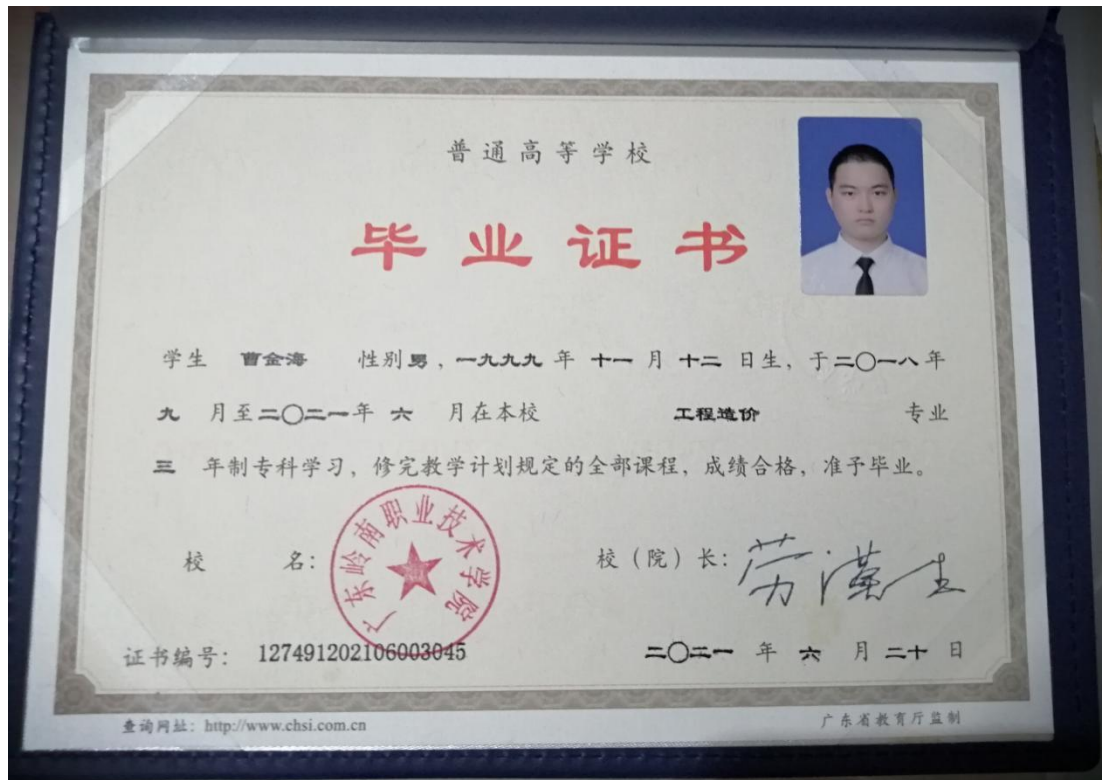 普通高等学校
毕业证书
学生 曹金海 性别男，一九九九 年 十一 月 十二 日生，于二〇一八年
九 月至二〇二一年 六 月在本校 工程造价 专业
三 年制专科学习，修完教学计划规定的全部课程，成绩合格，准予毕业。
校 名：
广东岭南职业技术学院
校（院）长：劳汉生
证书编号：127491202106003045
二〇二一 年 六 月 二十 日
查询网址：http://www.chsi.com.cn
广东省教育厅监制